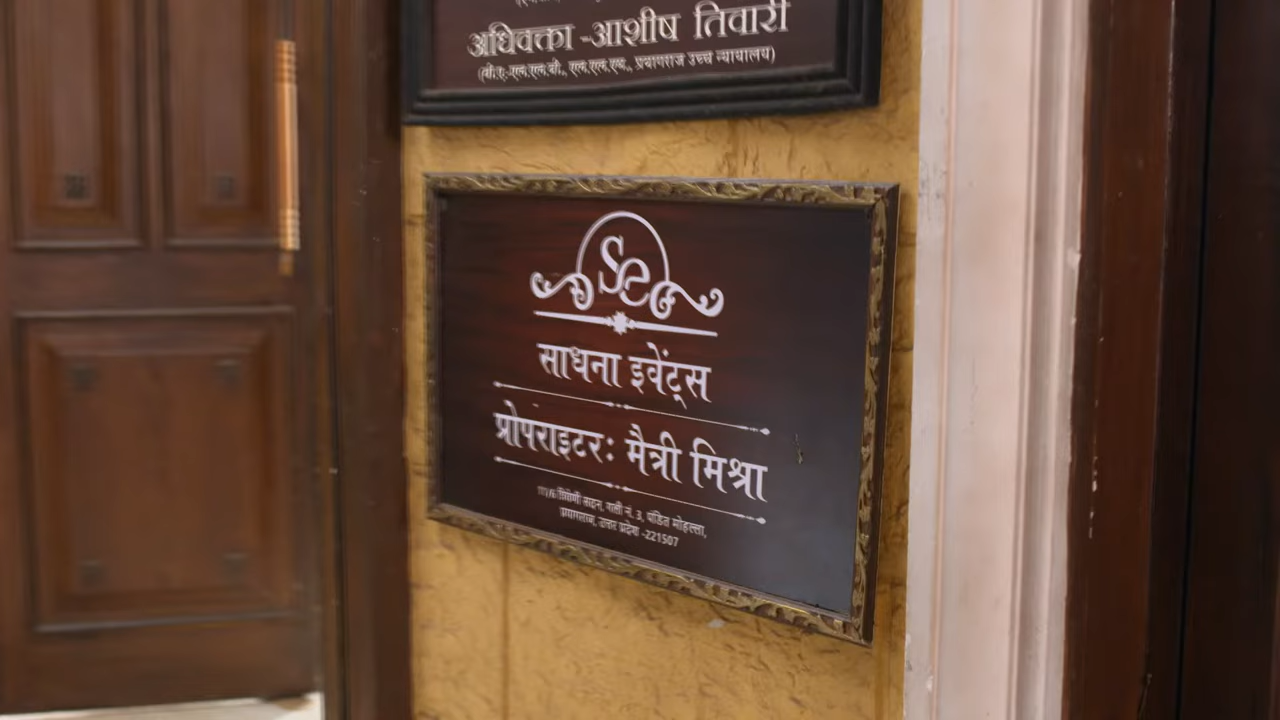 अधिवक्ता -आशीष तिवारी
(बी.ए.-एल.एल.बी., एल.एल.एम., प्रयागराज उच्च न्यायालय)
Se
साधना इवेंट्स
प्रोपराइटर: मैत्री मिश्रा
त्रिवेणी सदन, गली नं. 3, पंडित मोहल्ला,
प्रयागराज, उत्तर प्रदेश -221507